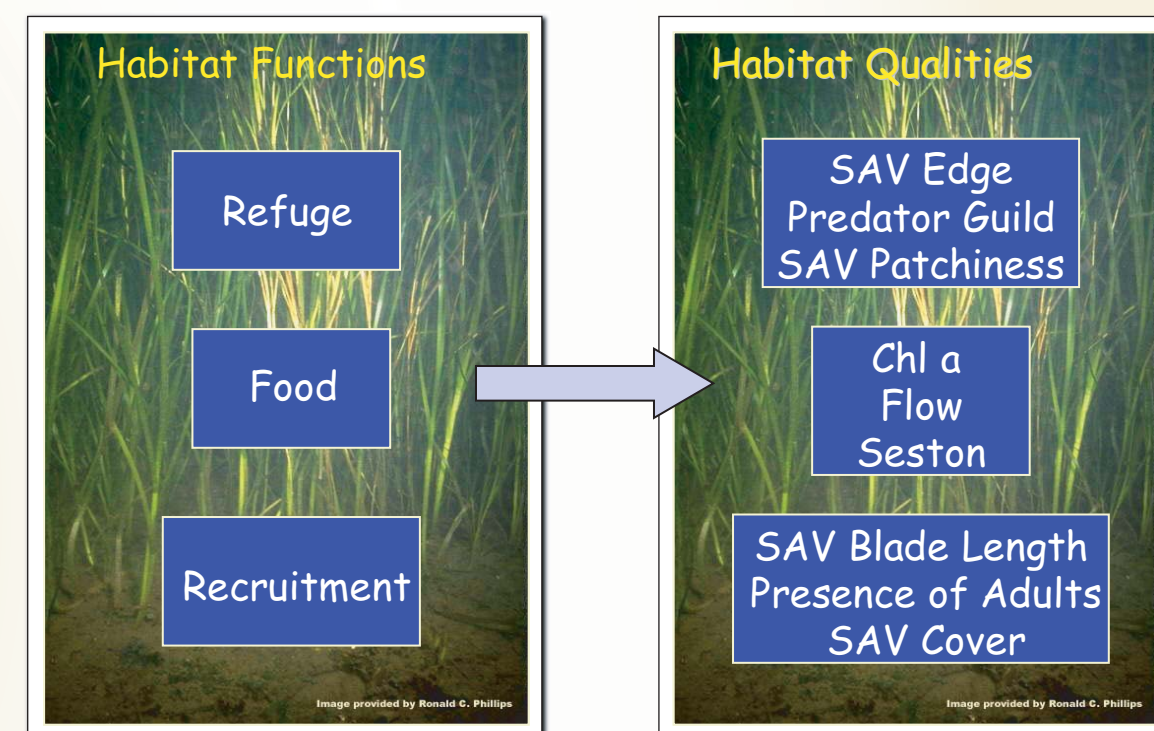 Habitat Functions
Refuge
Food
Recruitment
Image provided by Ronald C. Phillips
Habitat Qualities
SAV Edge
Predator Guild
SAV Patchiness
Chl a
Flow
Seston
SAV Blade Length
Presence of Adults
SAV Cover
Image provided by Ronald C. Phillips